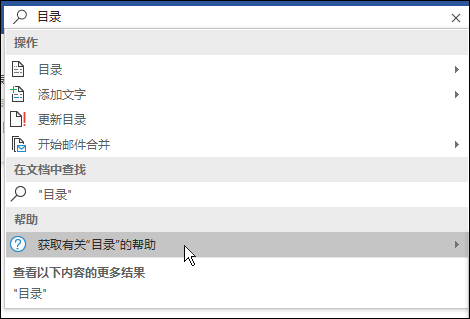 目录
操作
目录
添加文字
更新目录
开始邮件合并
在文档中查找
"目录"
帮助
获取有关“目录”的帮助
查看以下内容的更多结果
"目录"